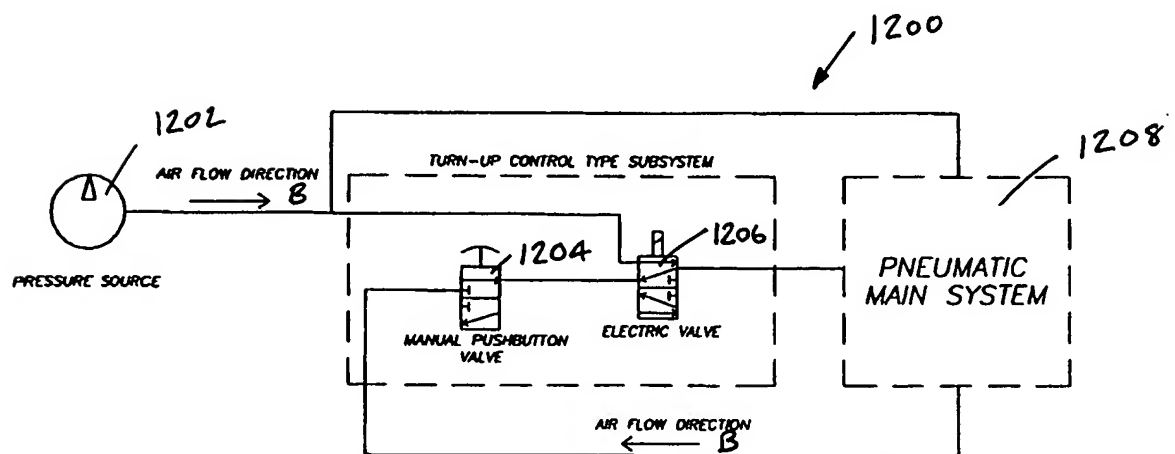 1200
1202
1208
TURN-UP CONTROL TYPE SUBSYSTEM
AIR FLOW DIRECTION
B
1204
1206
PRESSURE SOURCE
PNEUMATIC
MAIN SYSTEM
MANUAL PUSHBUTTON
VALVE
ELECTRIC VALVE
AIR FLOW DIRECTION
B